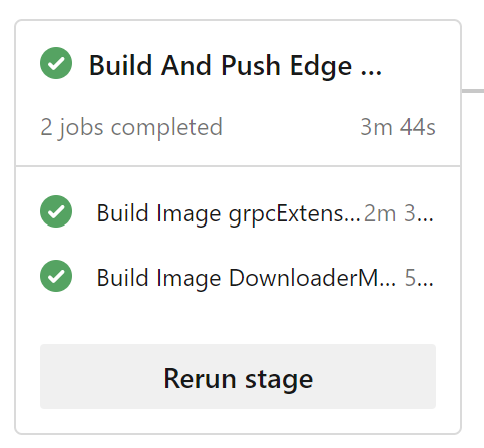 Build And Push Edge ...
2 jobs completed 3m 44s
Build Image grpcExtens... 2m 3...
Build Image DownloaderM... 5...
Rerun stage